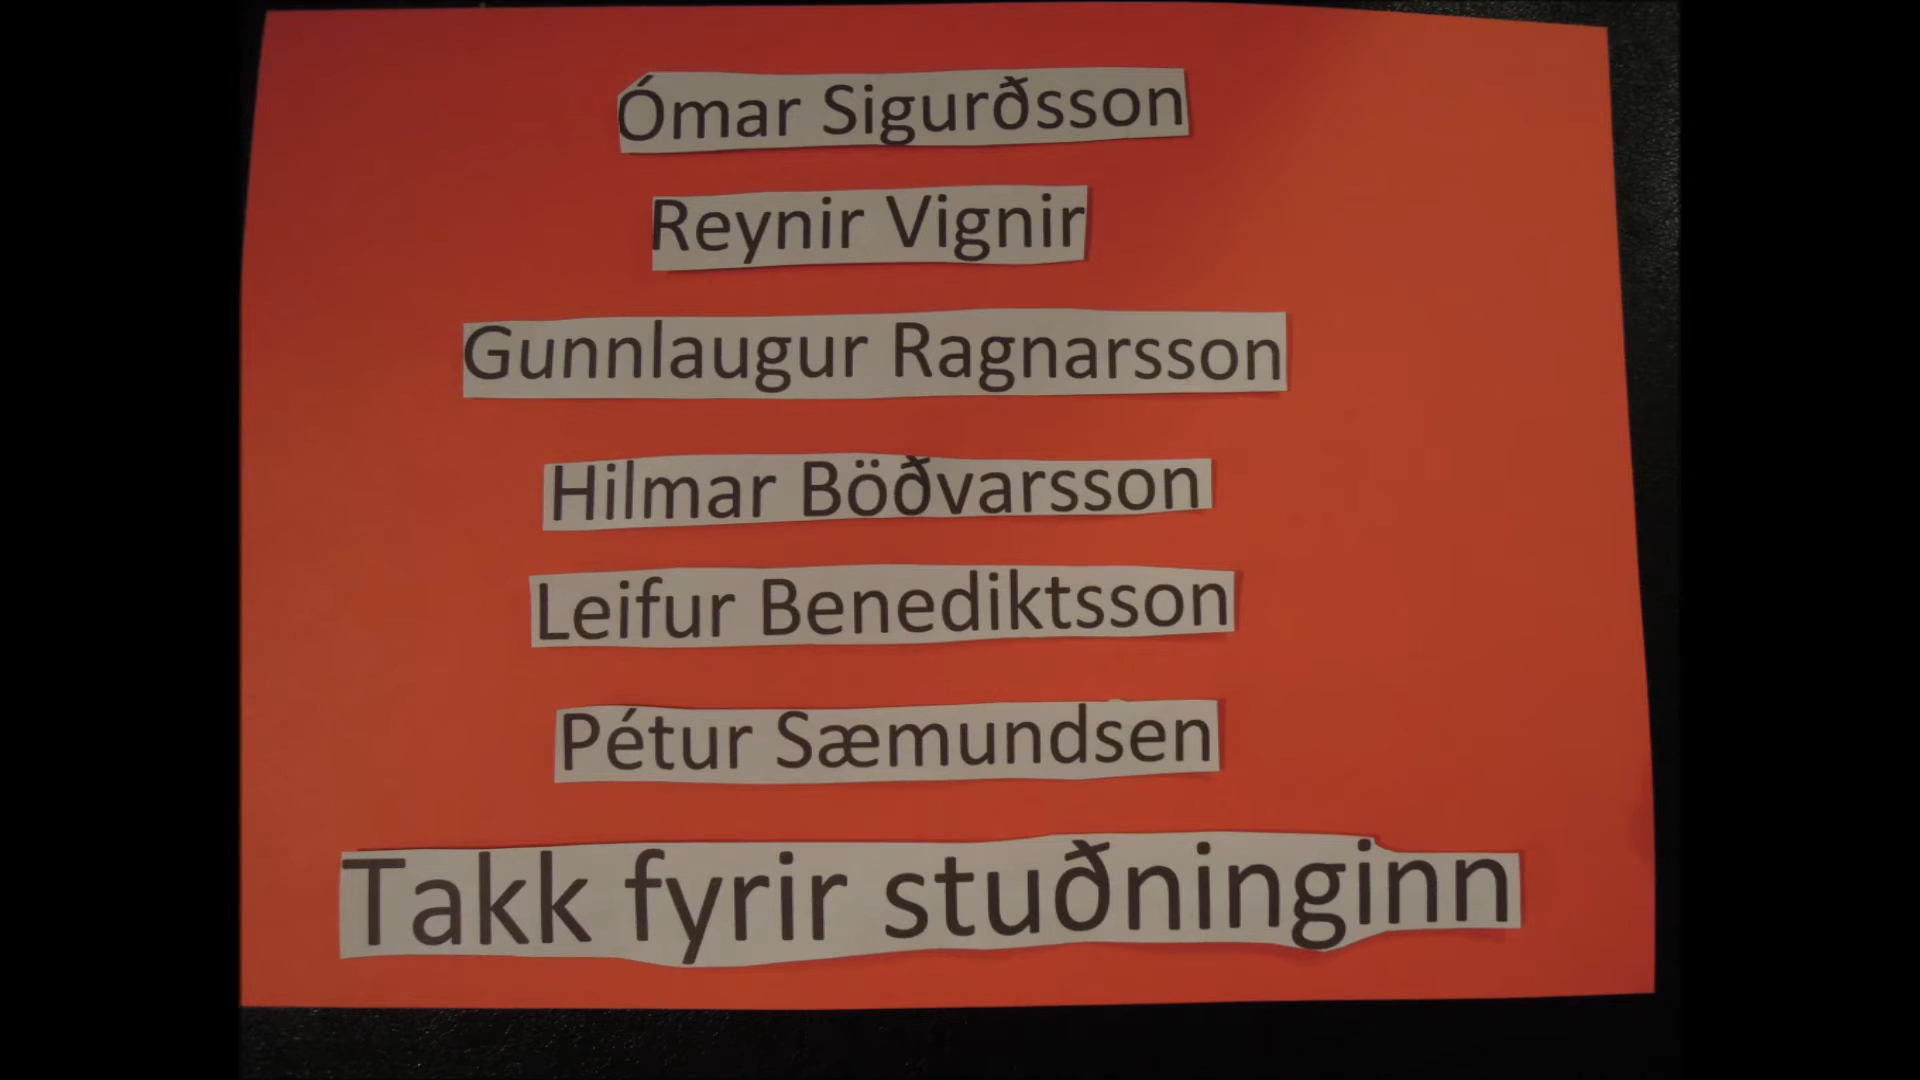 Ómar Sigurðsson
Reynir Vignir
Gunnlaugur Ragnarsson
Hilmar Böðvarsson
Leifur Benediktsson
Pétur Sæmundsen
Takk fyrir stuðninginn